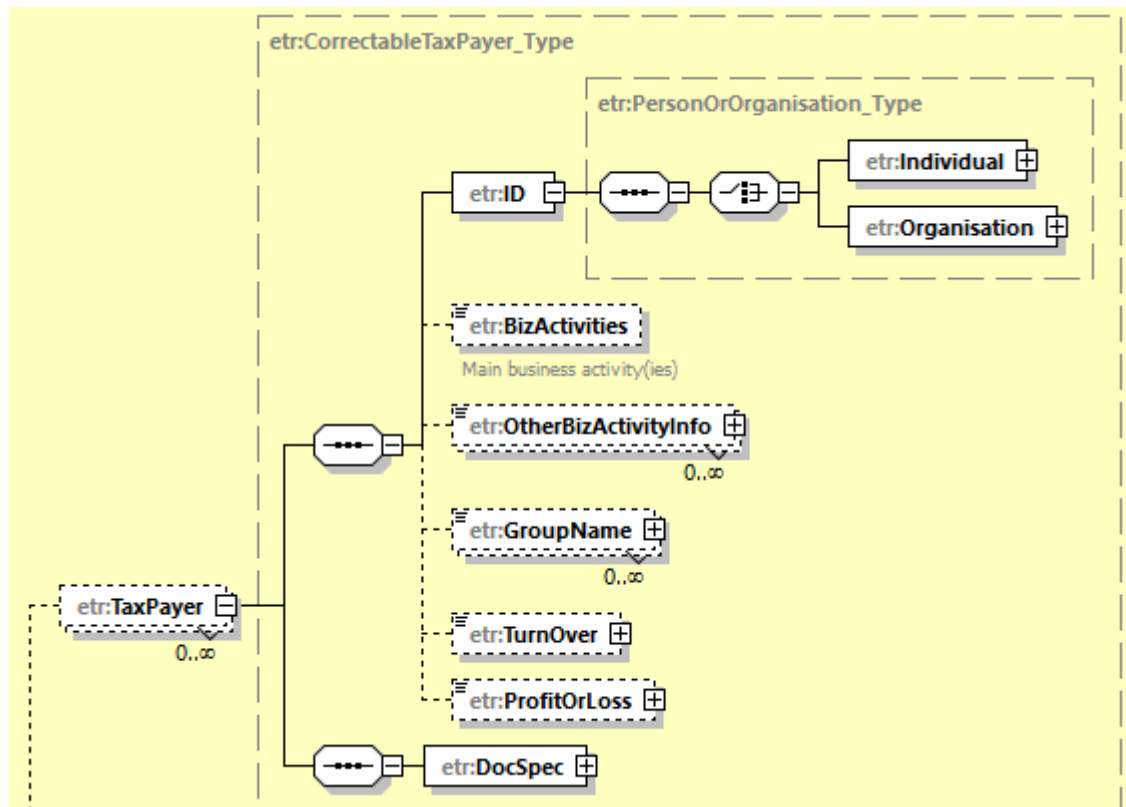 etr:CorrectableTaxPayer_Type
etr:PersonOrOrganisation_Type
etr:Individual
etr:ID
etr:Organisation
etr:BizActivities
Main business activity(ies)
etr:OtherBizActivityInfo
0..∞
etr:GroupName
0..∞
etr:TaxPayer
0..∞
etr:TurnOver
etr:ProfitOrLoss
etr:DocSpec